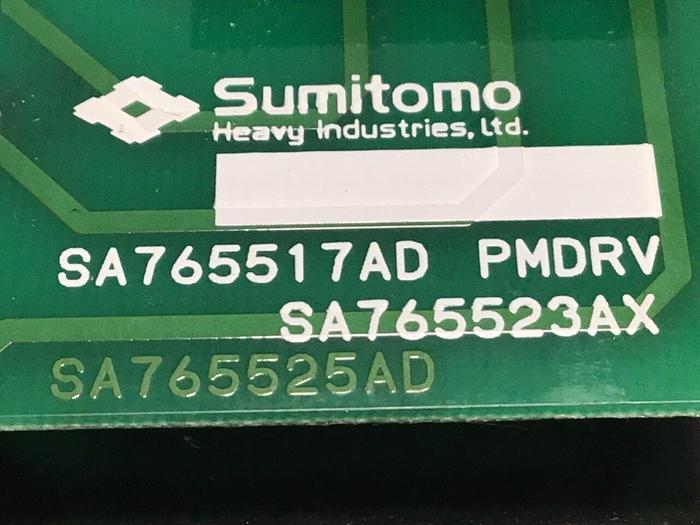 Sumitomo
Heavy Industries, Ltd.
SA765517AD PMDRV
SA765523AX
SA765525AD